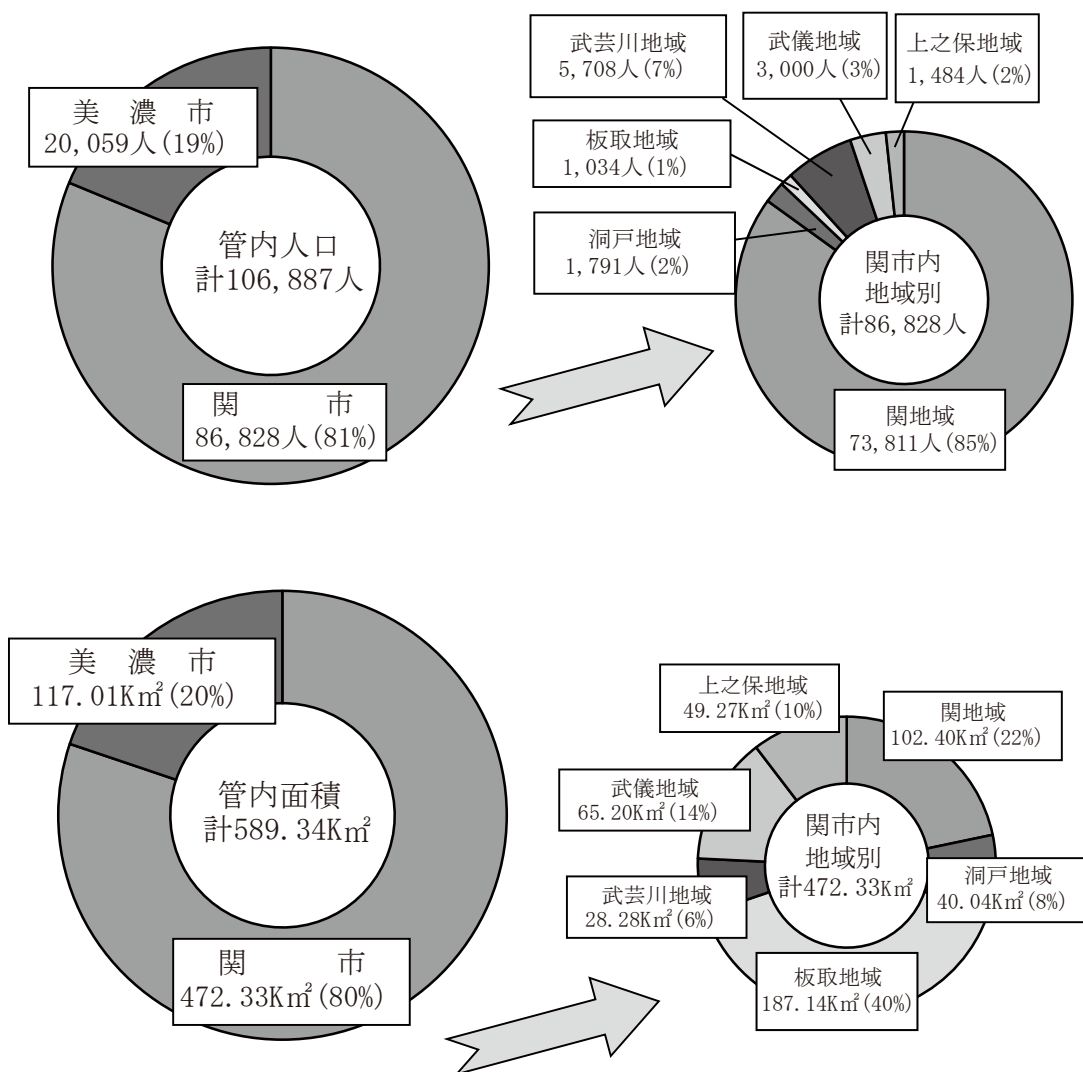 美濃市
20,059人(19%)
管内人口
計106,887人
関市
86,828人(81%)
武芸川地域
5,708人(7%)
武儀地域
3,000人(3%)
上之保地域
1,484人(2%)
板取地域
1,034人(1%)
洞戸地域
1,791人(2%)
関市内
地域別
計86,828人
関地域
73,811人(85%)
美濃市
117.01K㎡(20%)
管内面積
計589.34K㎡
関市
472.33K㎡(80%)
上之保地域
49.27K㎡(10%)
関地域
102.40K㎡(22%)
武儀地域
65.20K㎡(14%)
関市内
地域別
計472.33K㎡
武芸川地域
28.28K㎡(6%)
洞戸地域
40.04K㎡(8%)
板取地域
187.14K㎡(40%)